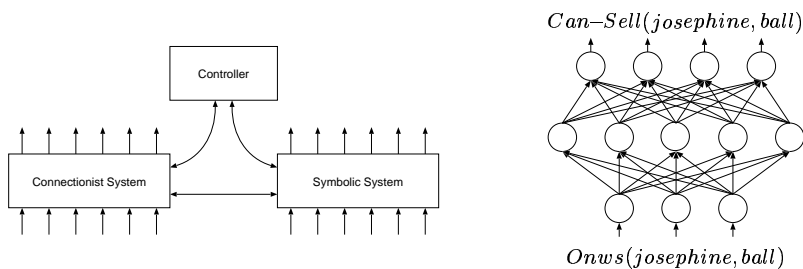 Controller
Connectionist System
Symbolic System
Can–Sell(josephine, ball)
Onws(josephine, ball)